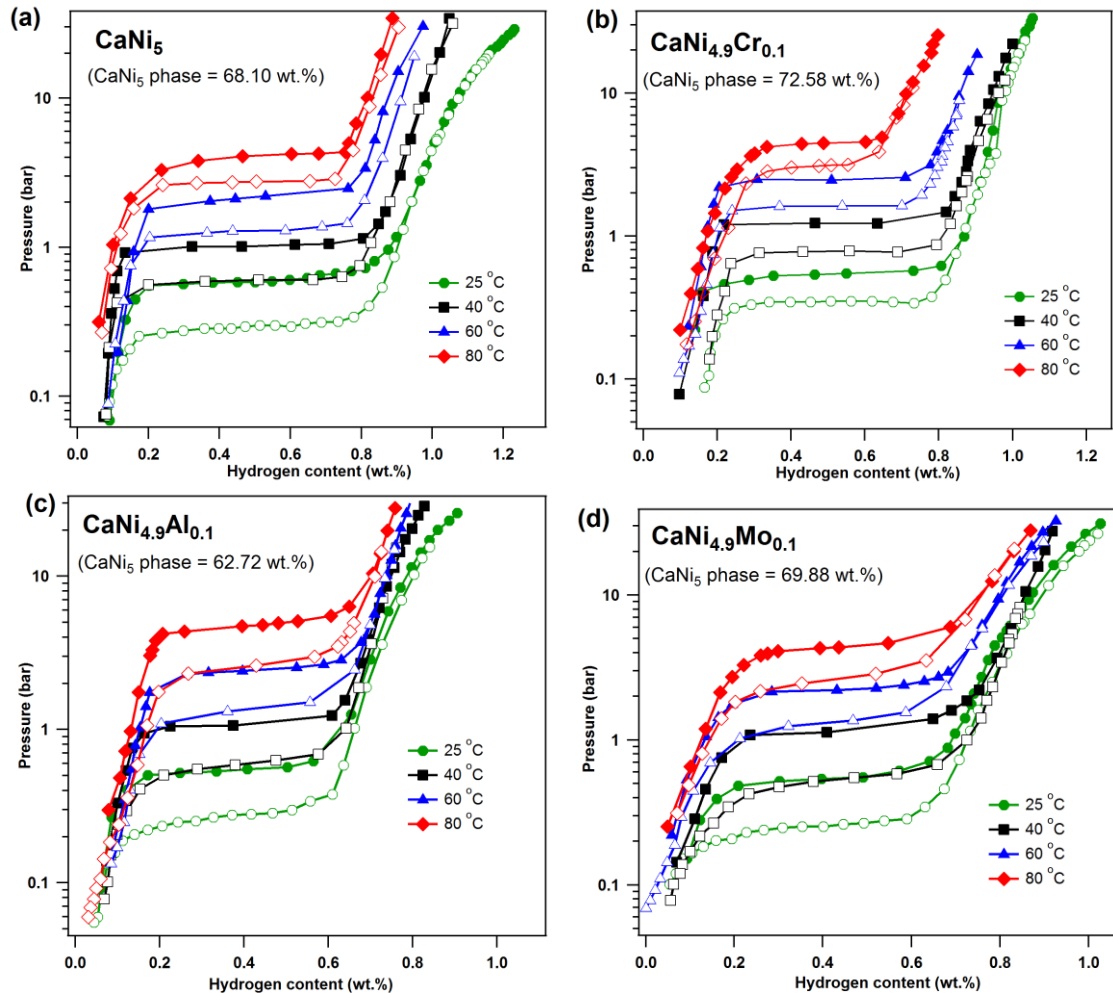 (a)
CaNi5
(CaNi5 phase = 68.10 wt.%)
Pressure (bar)
10
1
0.1
25 °C
40 °C
60 °C
80 °C
0.0 0.2 0.4 0.6 0.8 1.0 1.2
Hydrogen content (wt.%)
(b)
CaNi4.9Cr0.1
(CaNi5 phase = 72.58 wt.%)
Pressure (bar)
10
1
0.1
25 °C
40 °C
60 °C
80 °C
0.0 0.2 0.4 0.6 0.8 1.0 1.2
Hydrogen content (wt.%)
(c)
CaNi4.9Al0.1
(CaNi5 phase = 62.72 wt.%)
Pressure (bar)
10
1
0.1
25 °C
40 °C
60 °C
80 °C
0.0 0.2 0.4 0.6 0.8 1.0
Hydrogen content (wt.%)
(d)
CaNi4.9Mo0.1
(CaNi5 phase = 69.88 wt.%)
Pressure (bar)
10
1
0.1
25 °C
40 °C
60 °C
80 °C
0.0 0.2 0.4 0.6 0.8 1.0
Hydrogen content (wt.%)